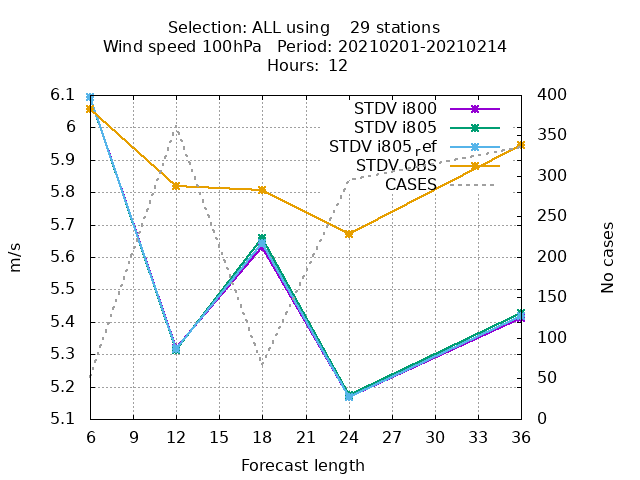 Selection: ALL using    29 stations
Wind speed 100hPa   Period: 20210201-20210214
Hours: 12
6.1
6
5.9
5.8
5.7
5.6
5.5
5.4
5.3
5.2
5.1
m/s
STDV i800
STDV i805
STDV i805ref
STDV OBS
CASES
400
350
300
250
200
150
100
50
0
No cases
6 9 12 15 18 21 24 27 30 33 36
Forecast length